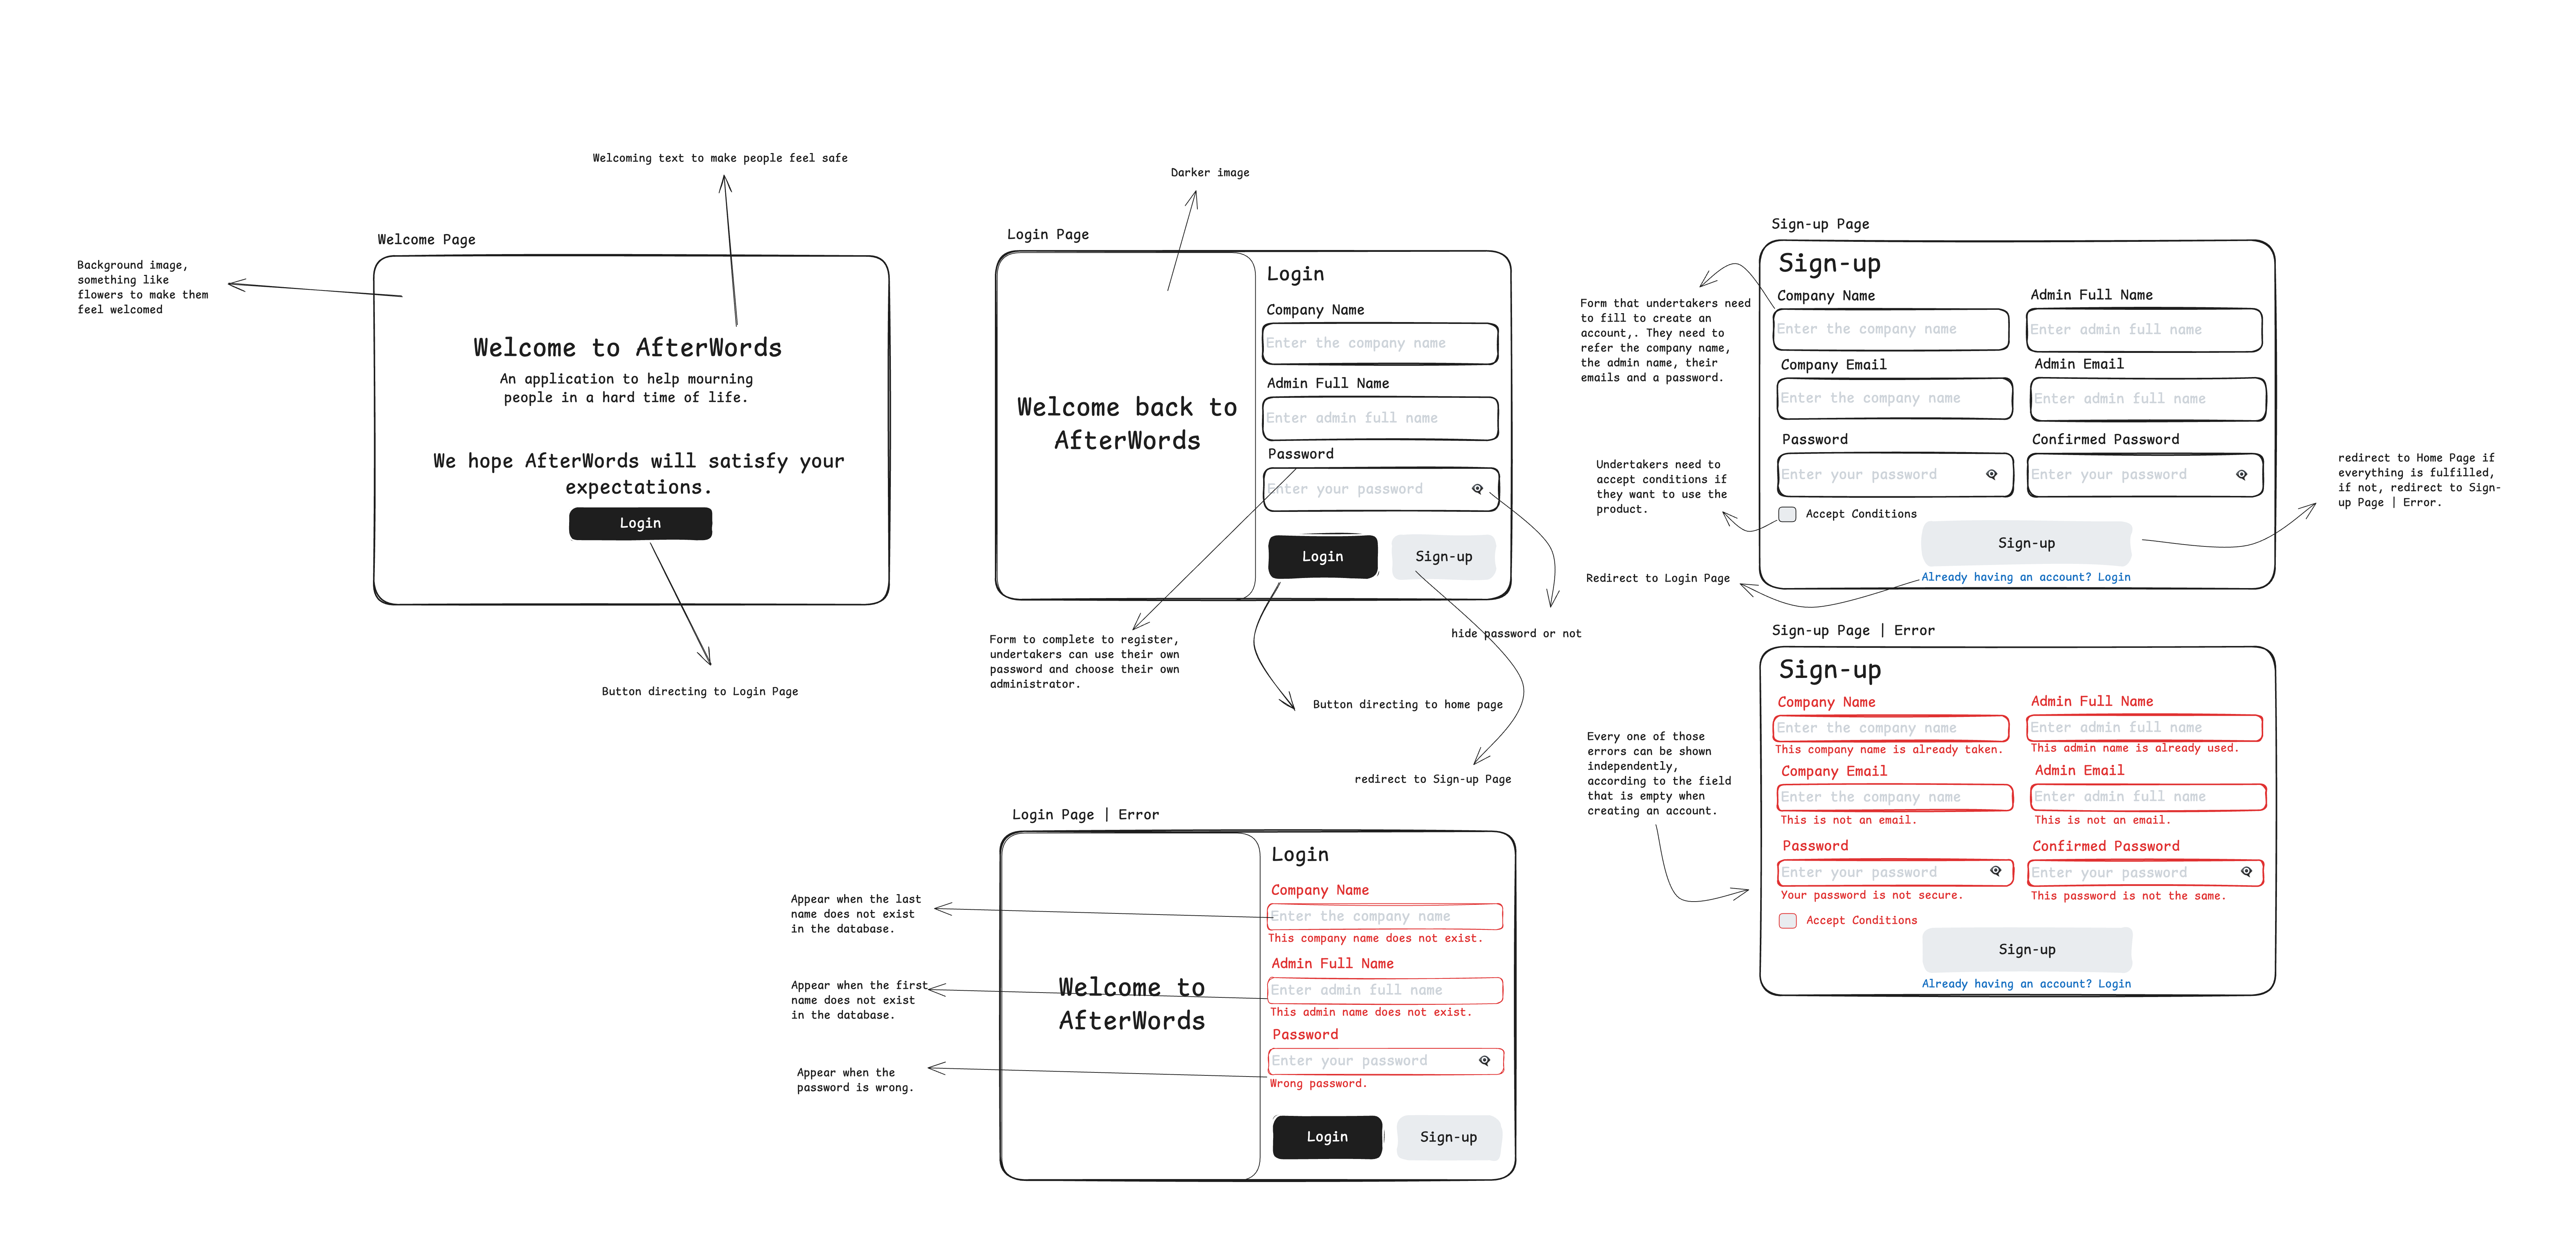 Welcoming text to make people feel safe
Welcome Page
Background image,
something like
flowers to make them
feel welcomed
Welcome to AfterWords
An application to help mourning
people in a hard time of life.
We hope AfterWords will satisfy your
expectations.
Login
Button directing to Login Page
Darker image
Login Page
Welcome back to
AfterWords
Login
Company Name
Enter the company name
Admin Full Name
Enter admin full name
Password
Enter your password
Login
Sign-up
Form to complete to register,
undertakers can use their own
password and choose their own
administrator.
hide password or not
Button directing to home page
redirect to Sign-up Page
Login Page | Error
Appear when the last
name does not exist
in the database.
Appear when the first
name does not exist
in the database.
Appear when the
password is wrong.
Welcome to
AfterWords
Login
Company Name
Enter the company name
This company name does not exist.
Admin Full Name
Enter admin full name
This admin name does not exist.
Password
Enter your password
Wrong password.
Login
Sign-up
Sign-up Page
Form that undertakers need
to fill to create an
account,. They need to
refer the company name,
the admin name, their
emails and a password.
Undertakers need to
accept conditions if
they want to use the
product.
Redirect to Login Page
Sign-up
Company Name
Enter the company name
Admin Full Name
Enter admin full name
Company Email
Enter the company name
Admin Email
Enter admin full name
Password
Enter your password
Confirmed Password
Enter your password
Accept Conditions
Sign-up
Already having an account? Login
redirect to Home Page if
everything is fulfilled,
if not, redirect to Sign-
up Page | Error.
Sign-up Page | Error
Every one of those
errors can be shown
independently,
according to the field
that is empty when
creating an account.
Sign-up
Company Name
Enter the company name
This company name is already taken.
Admin Full Name
Enter admin full name
This admin name is already used.
Company Email
Enter the company name
This is not an email.
Admin Email
Enter admin full name
This is not an email.
Password
Enter your password
Your password is not secure.
Confirmed Password
Enter your password
This password is not the same.
Accept Conditions
Sign-up
Already having an account? Login